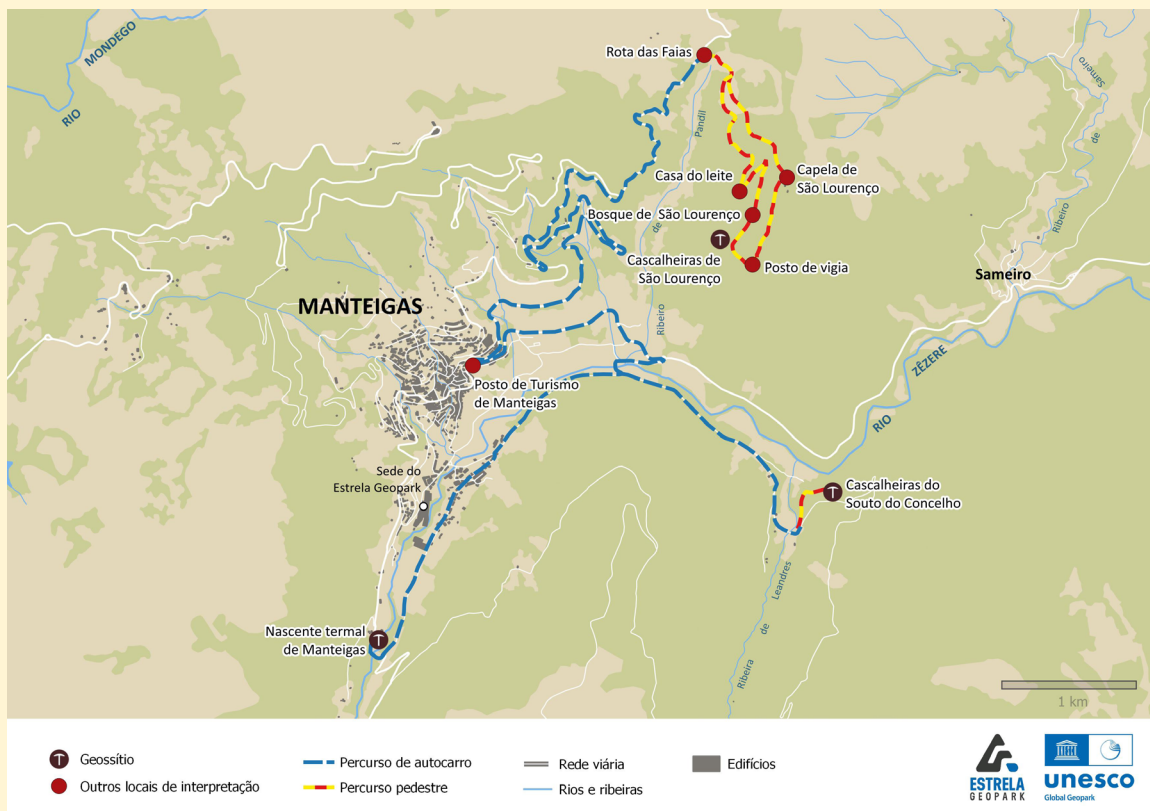 RIO
MONDEGO
Rota das Faias
Sameiro
de
Ribeiro
Pandil
de
Ribeiro
Casa do leite
Capela de
São Lourenço
Bosque de São Lourenço
Cascalheiras de
São Lourenço
Posto de vigia
Sameiro
MANTEIGAS
RIO
ZÊZERE
Posto de Turismo
de Manteigas
Sede do
Estrela Geopark
Cascalheiras do
Souto do Concelho
Leandres
de
Ribeira
Nascente termal
de Manteigas
1 km
Geossítio
Outros locais de interpretação
Percurso de autocarro
Percurso pedestre
Rede viária
Rios e ribeiras
Edifícios
ESTRELA
GEOPARK
UNESCO
unesco
Global Geopark